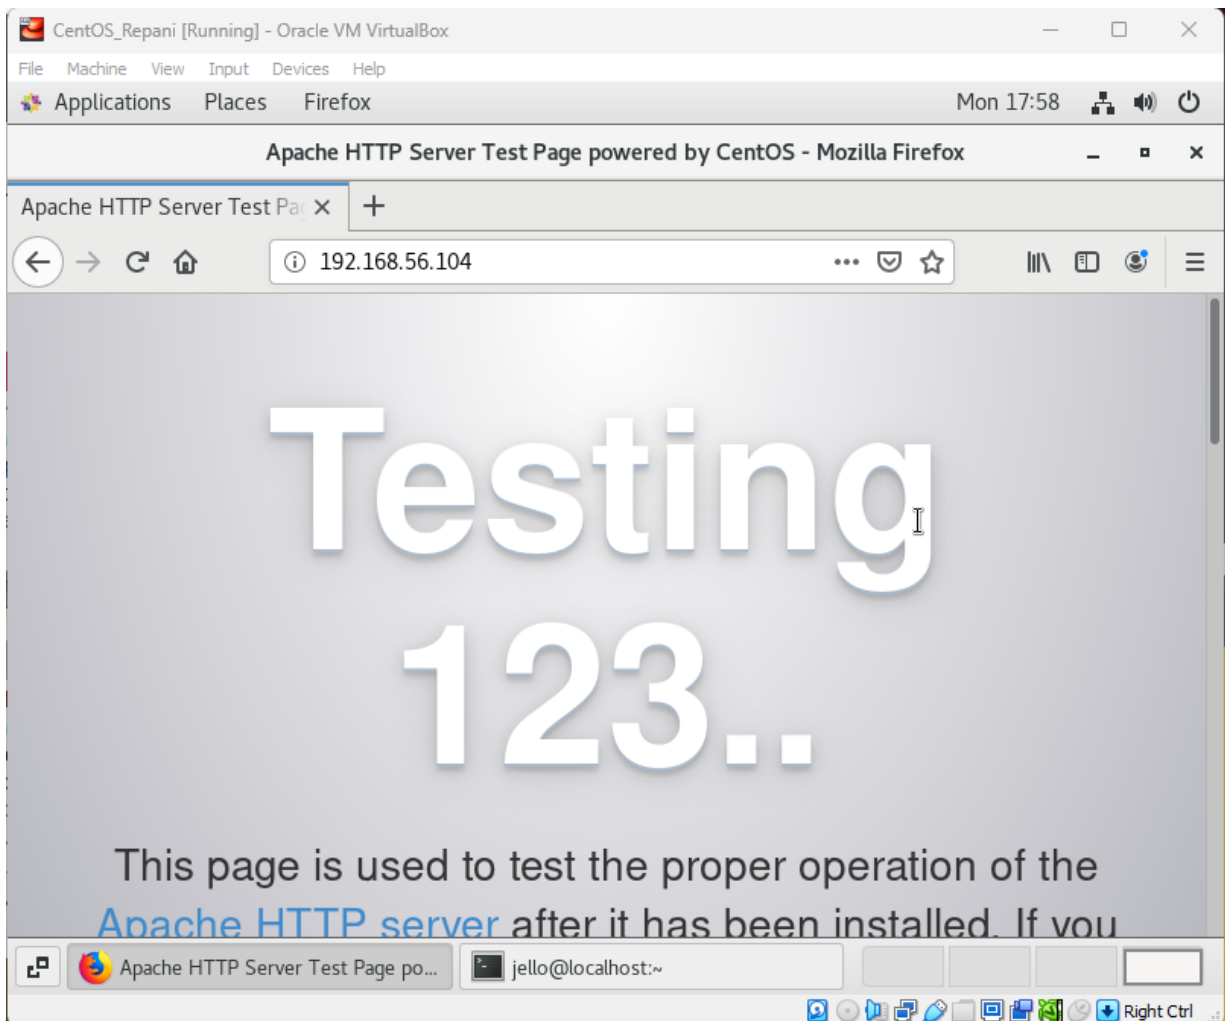 CentOS_Repani [Running] - Oracle VM VirtualBox
File Machine View Input Devices Help
Applications Places Firefox Mon 17:58
Apache HTTP Server Test Page powered by CentOS - Mozilla Firefox
Apache HTTP Server Test Pa
192.168.56.104
Testing
123..
This page is used to test the proper operation of the
Apache HTTP server after it has been installed. If you
Apache HTTP Server Test Page po... jello@localhost:~
Right Ctrl